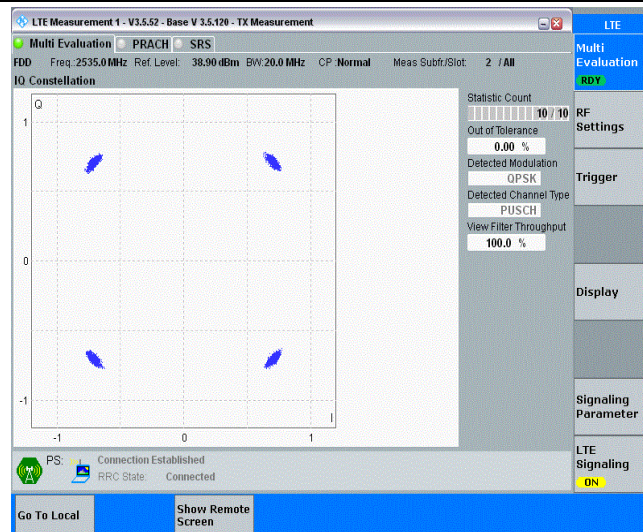 LTE Measurement 1 - V3.5.52 - Base V 3.5.120 - TX Measurement
LTE
Multi Evaluation PRACH SRS
Multi
Evaluation
RDY
FDD Freq.:2535.0 MHz Ref. Level: 38.90 dBm BW:20.0 MHz CP:Normal Meas Subfr./Slot: 2 / All
IQ Constellation
Q
1
0
-1
-1 0 1
I
Statistic Count
10 / 10
Out of Tolerance
0.00 %
Detected Modulation
QPSK
Detected Channel Type
PUSCH
View Filter Throughput
100.0 %
RF
Settings
Trigger
Display
Signaling
Parameter
LTE
Signaling
ON
PS: Connection Established
RRC State: Connected
Go To Local
Show Remote
Screen